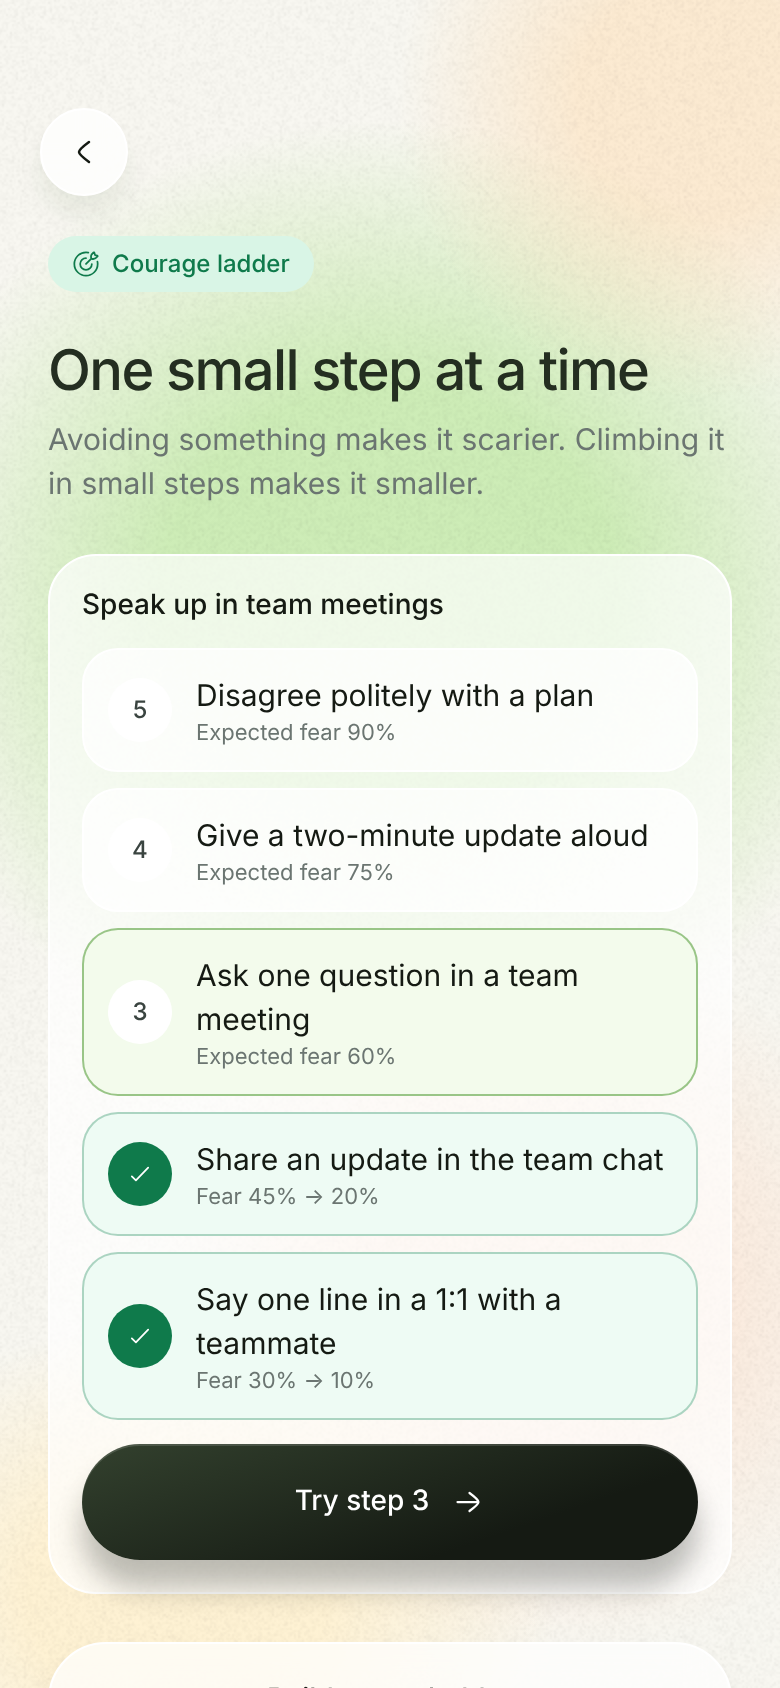 Courage ladder
One small step at a time
Avoiding something makes it scarier. Climbing it
in small steps makes it smaller.
Speak up in team meetings
5
Disagree politely with a plan
Expected fear 90%
4
Give a two-minute update aloud
Expected fear 75%
3
Ask one question in a team
meeting
Expected fear 60%
Share an update in the team chat
Fear 45% → 20%
Say one line in a 1:1 with a
teammate
Fear 30% → 10%
Try step 3 →